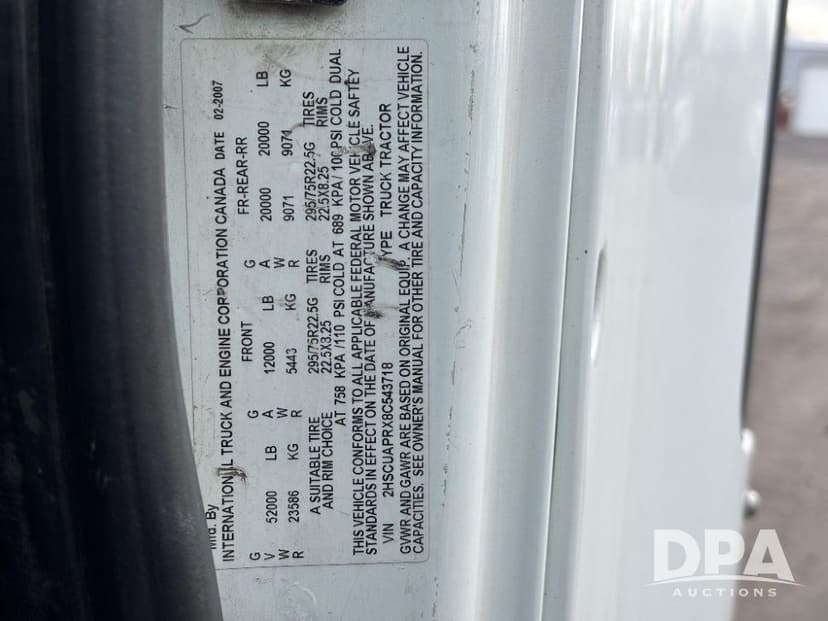 Mfd. By
INTERNATIONAL TRUCK AND ENGINE CORPORATION CANADA DATE 02-2007
G FRONT G FR-REAR-RR
V 52000 LB A 12000 LB A 20000 20000 LB
W W W
R 23586 KG R 5443 KG R 9071 9071 KG
A SUITABLE TIRE 295/75R22.5G TIRES 295/75R22.5G TIRES
AND RIM CHOICE 22.5X8.25 RIMS 22.5X8.25 RIMS
AT 758 KPA /110 PSI COLD AT 689 KPA / 100 PSI COLD DUAL
THIS VEHICLE CONFORMS TO ALL APPLICABLE FEDERAL MOTOR VEHICLE SAFTEY
STANDARDS IN EFFECT ON THE DATE OF MANUFACTURE SHOWN ABOVE.
VIN 2HSCUAPRX8C543718 TYPE TRUCK TRACTOR
GVWR AND GAWR ARE BASED ON ORIGINAL EQUIP. A CHANGE MAY AFFECT VEHICLE
CAPACITIES. SEE OWNER'S MANUAL FOR OTHER TIRE AND CAPACITY INFORMATION.
DPA
AUCTIONS